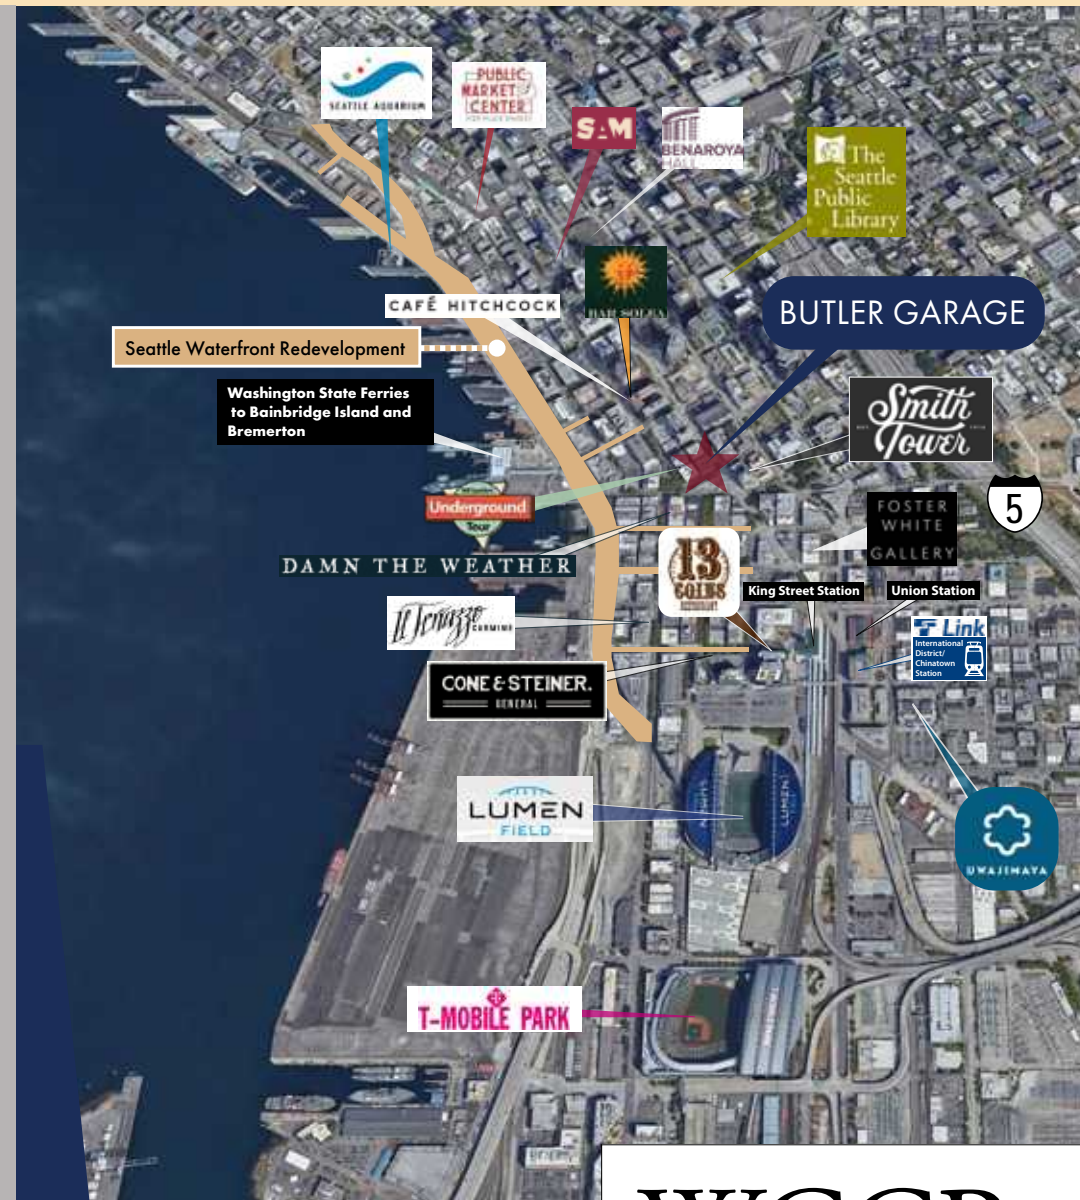 SEATTLE AQUARIUM
PUBLIC
MARKET
CENTER
SAM
BENAROYA
HALL
The
Seattle
Public
Library
CAFÉ HITCHCOCK
BUTLER GARAGE
Seattle Waterfront Redevelopment
Washington State Ferries
to Bainbridge Island and
Bremerton
Smith
Tower
Underground
Tour
5
FOSTER
WHITE
GALLERY
DAMN THE WEATHER
13
COINS
RESTAURANT
King Street Station
Union Station
Link
International
District/
Chinatown
Station
Il Terrazzo
CARMINE
CONE & STEINER.
GENERAL
LUMEN
FIELD
LUMEN
LUMEN
UWAJIMAYA
T-MOBILE PARK